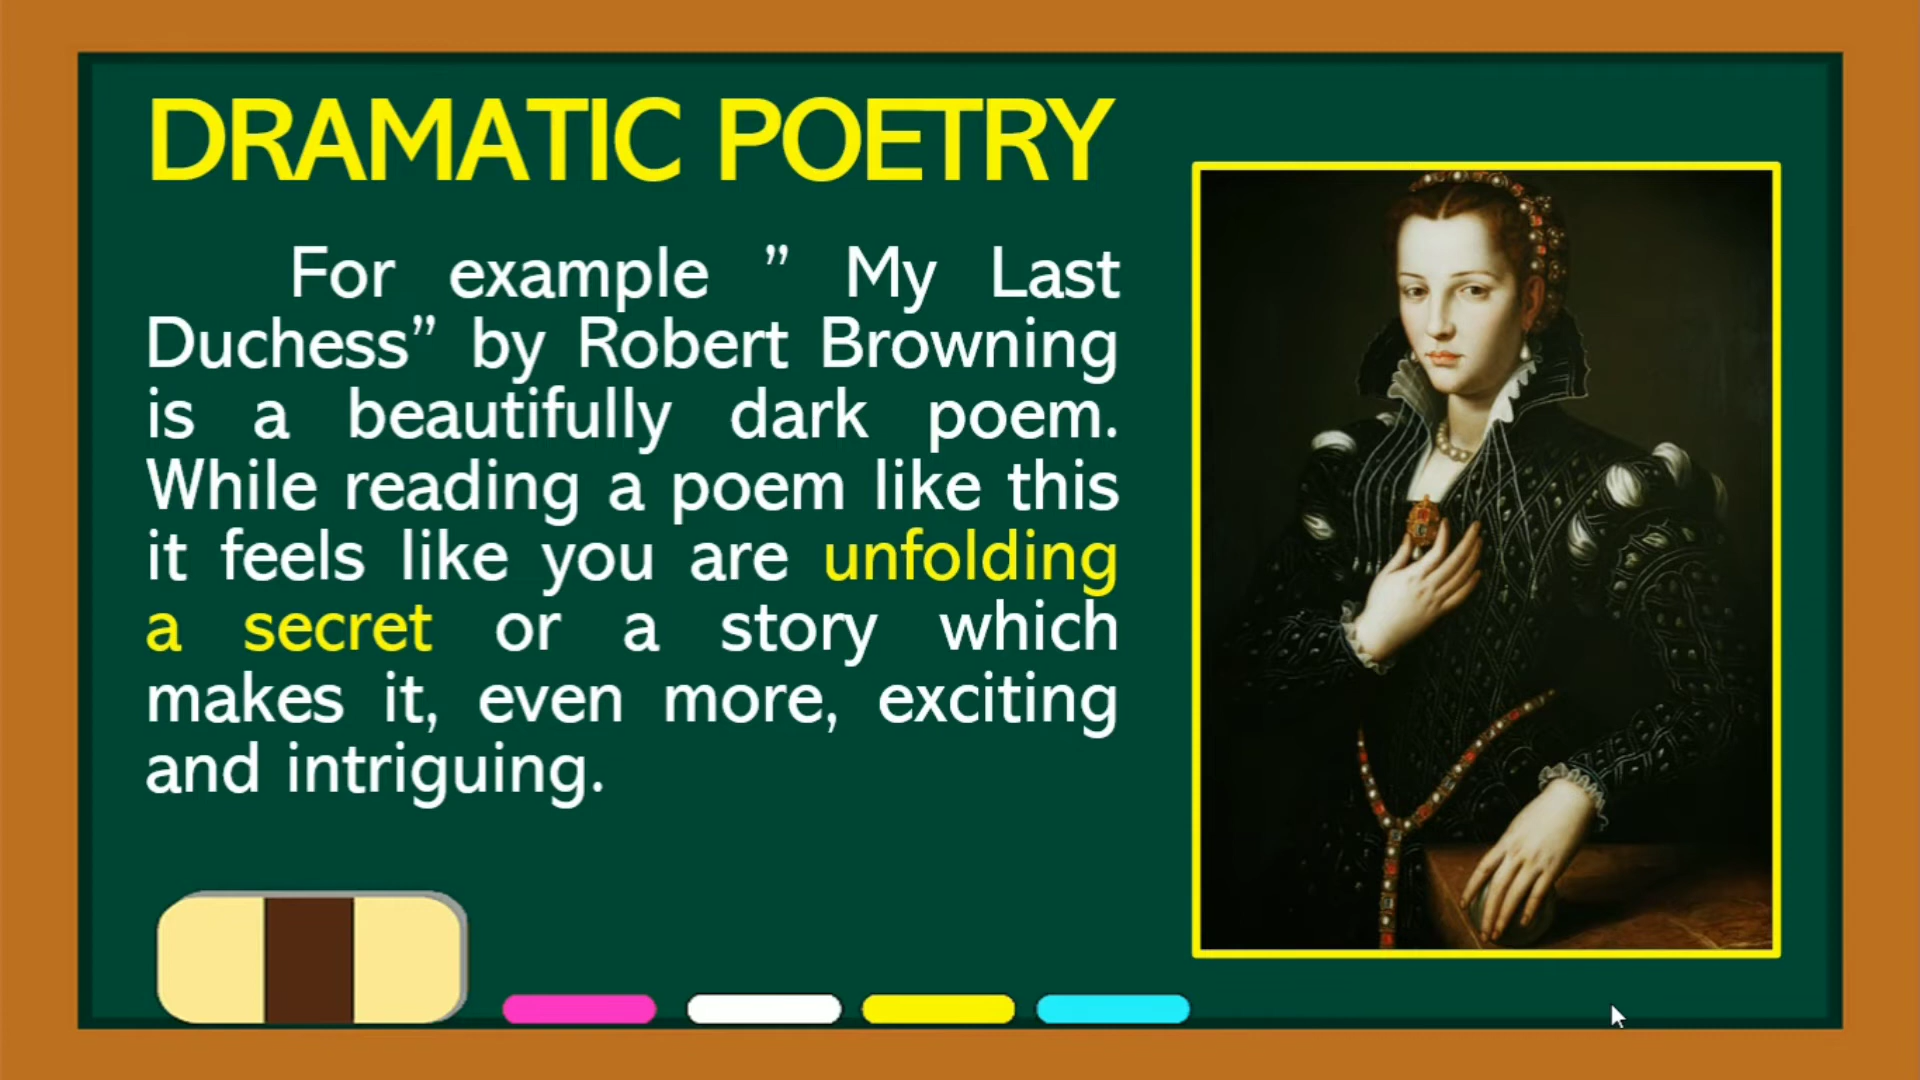 DRAMATIC POETRY
For example ” My Last
Duchess” by Robert Browning
is a beautifully dark poem.
While reading a poem like this
it feels like you are unfolding
a secret or a story which
makes it, even more, exciting
and intriguing.